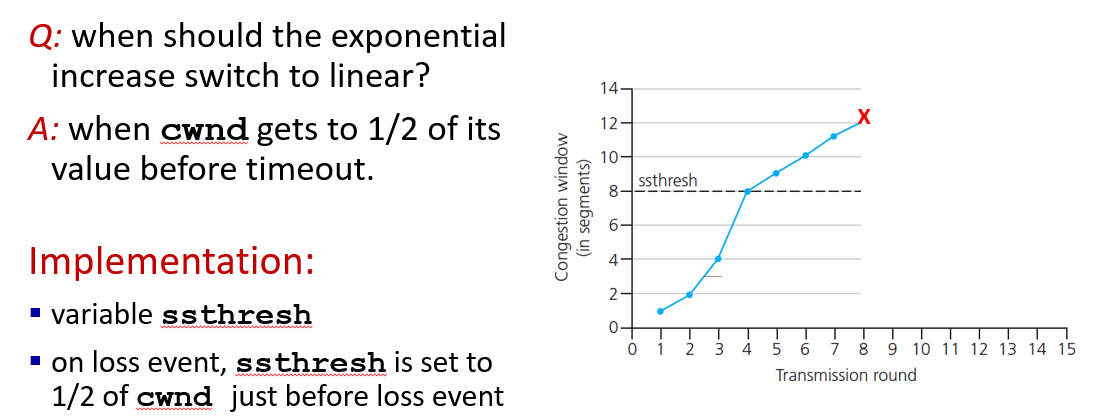 Q: when should the exponential
increase switch to linear?
A: when cwnd gets to 1/2 of its
value before timeout.
Implementation:
▪ variable ssthresh
▪ on loss event, ssthresh is set to
1/2 of cwnd just before loss event
Congestion window
(in segments)
14
12
10
8
6
4
2
0
ssthresh
X
0 1 2 3 4 5 6 7 8 9 10 11 12 13 14 15
Transmission round